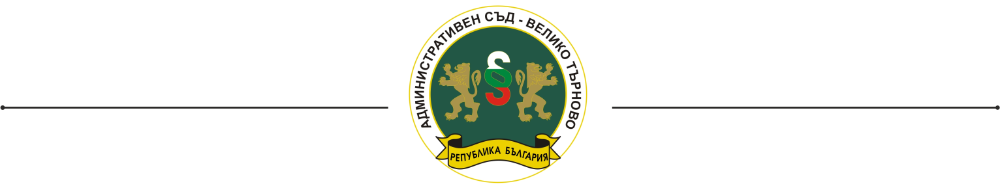 АДМИНИСТРАТИВЕН СЪД - ВЕЛИКО ТЪРНОВО
РЕПУБЛИКА БЪЛГАРИЯ